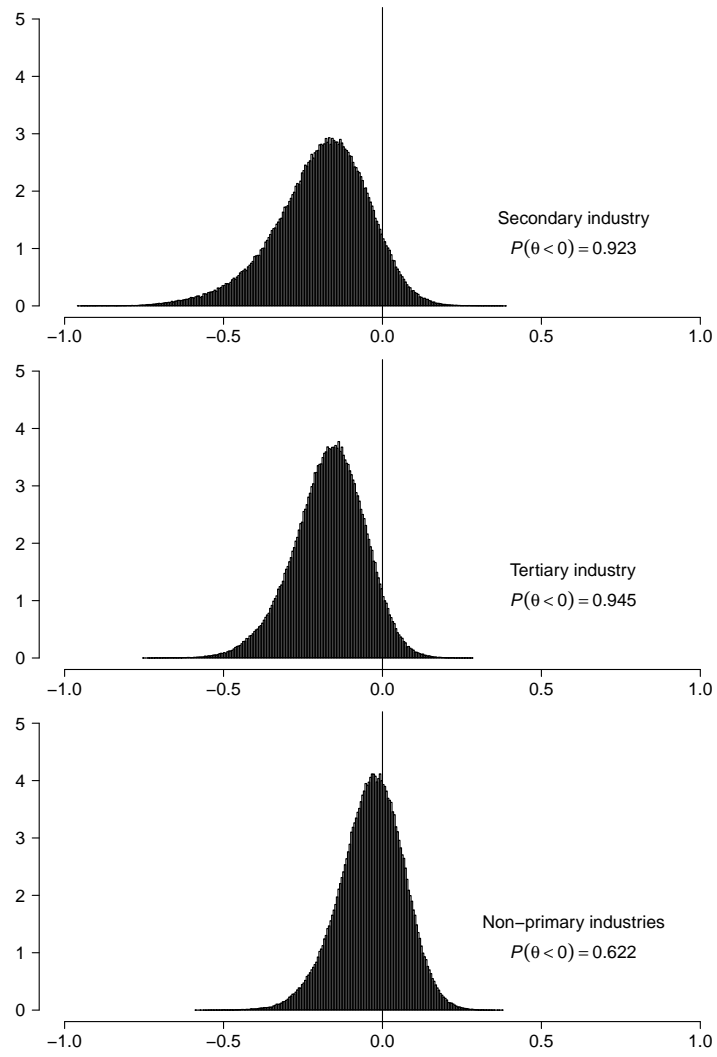 5
4
3
2
1
0
Secondary industry
P(θ < 0) = 0.923
−1.0 −0.5 0.0 0.5 1.0
5
4
3
2
1
0
Tertiary industry
P(θ < 0) = 0.945
−1.0 −0.5 0.0 0.5 1.0
5
4
3
2
1
0
Non−primary industries
P(θ < 0) = 0.622
−1.0 −0.5 0.0 0.5 1.0